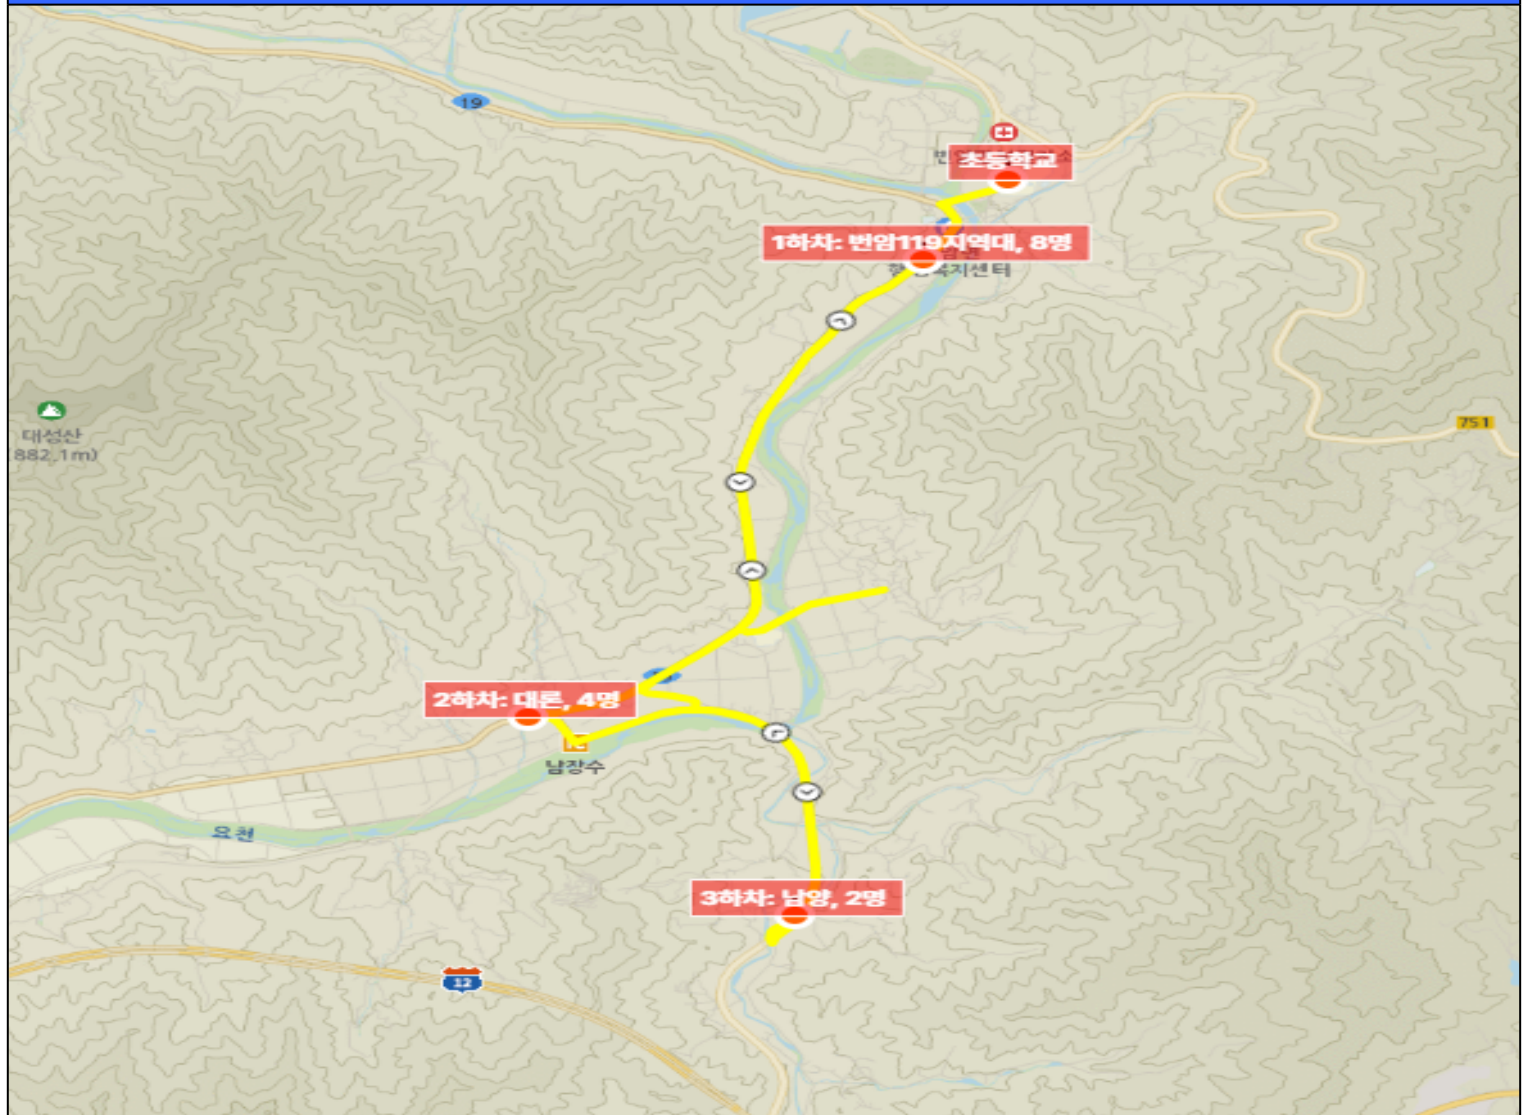 19
초등학교
1하차: 번암119지역대, 8명
751
대성산
882.1m)
2하차: 대론, 4명
남장수
요천
3하차: 남양, 2명
12